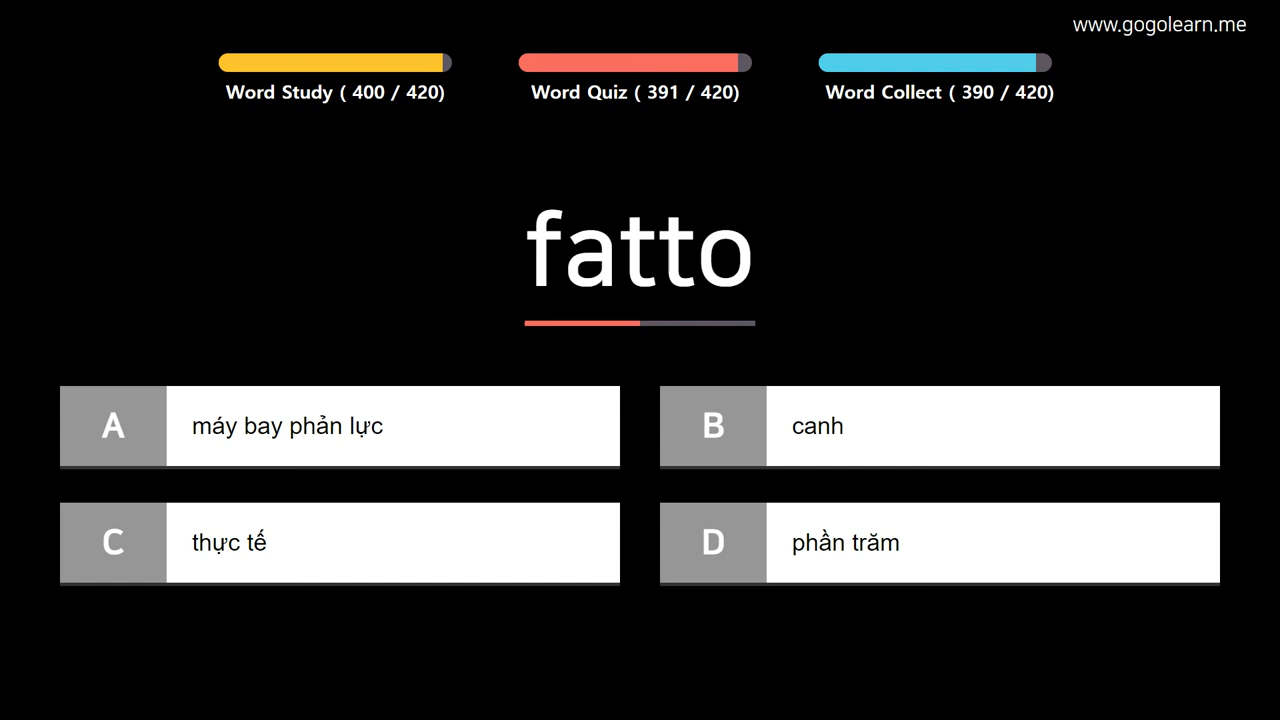 www.gogolearn.me
Word Study ( 400 / 420)
Word Quiz ( 391 / 420)
Word Collect ( 390 / 420)
fatto
A
máy bay phản lực
B
canh
C
thực tế
D
phần trăm